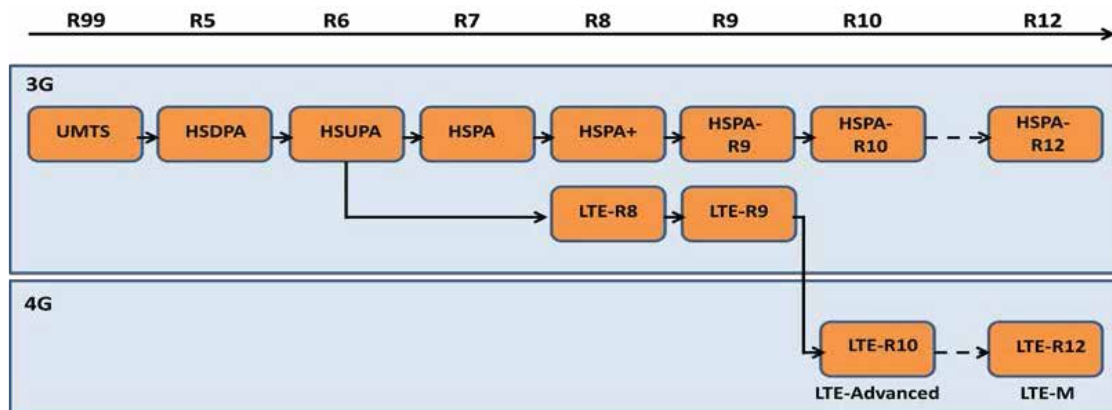 R99 R5 R6 R7 R8 R9 R10 R12
3G
UMTS HSDPA HSUPA HSPA HSPA+ HSPA- HSPA- HSPA-
R9 R10 R12
LTE-R8 LTE-R9
4G
LTE-R10 LTE-R12
LTE-Advanced LTE-M